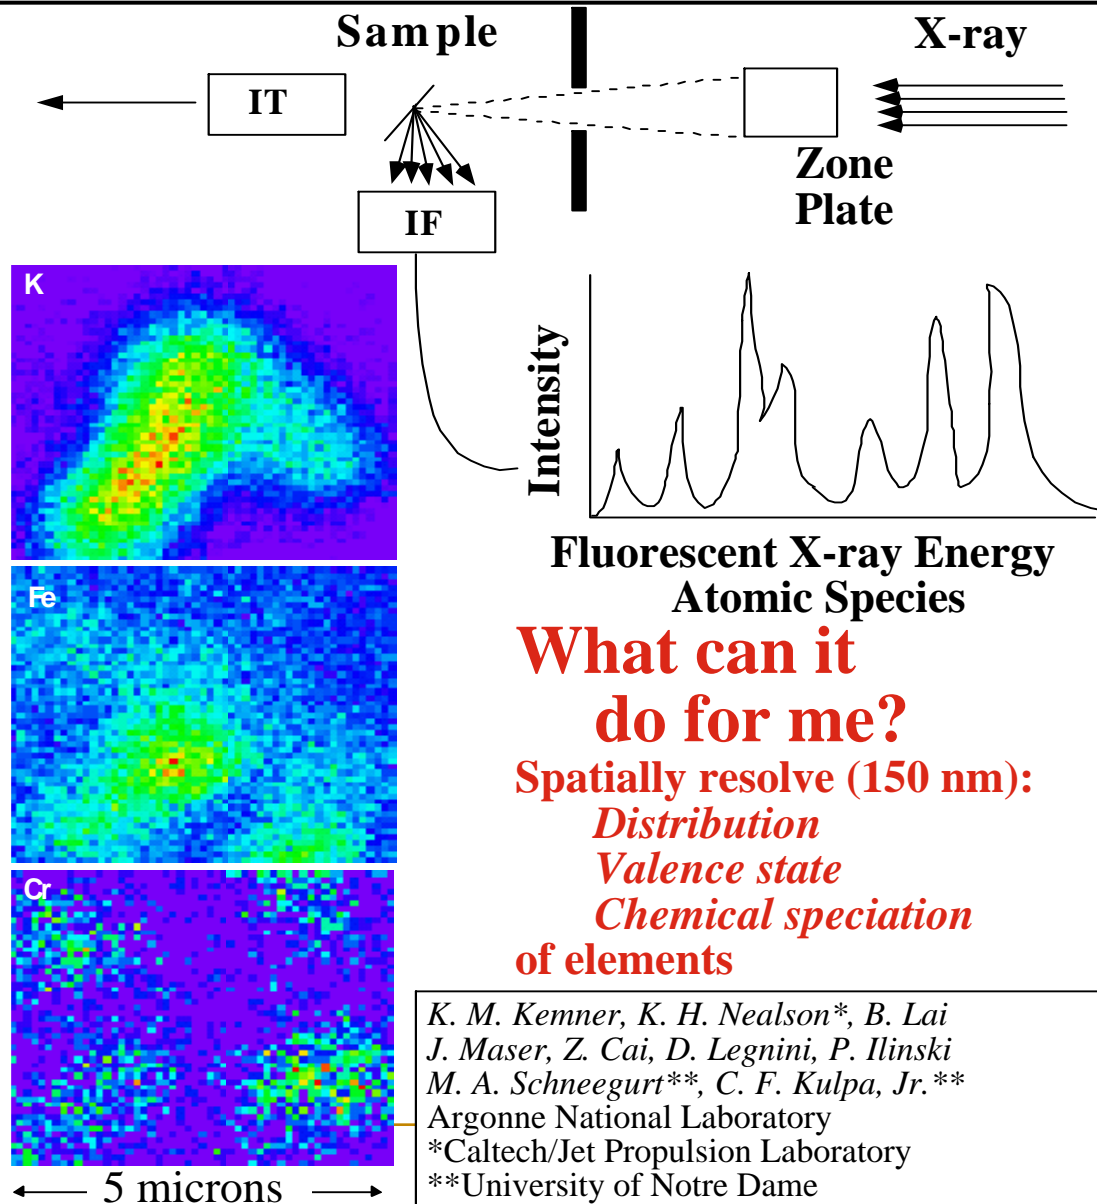 Sample
X-ray
IT
Zone
Plate
IF
K
Intensity
Fluorescent X-ray Energy
Atomic Species
Fe
What can it
do for me?
Spatially resolve (150 nm):
Distribution
Valence state
Chemical speciation
of elements
Cr
K. M. Kemner, K. H. Nealson*, B. Lai
J. Maser, Z. Cai, D. Legnini, P. Ilinski
M. A. Schneegurt**, C. F. Kulpa, Jr.**
Argonne National Laboratory
*Caltech/Jet Propulsion Laboratory
**University of Notre Dame
5 microns